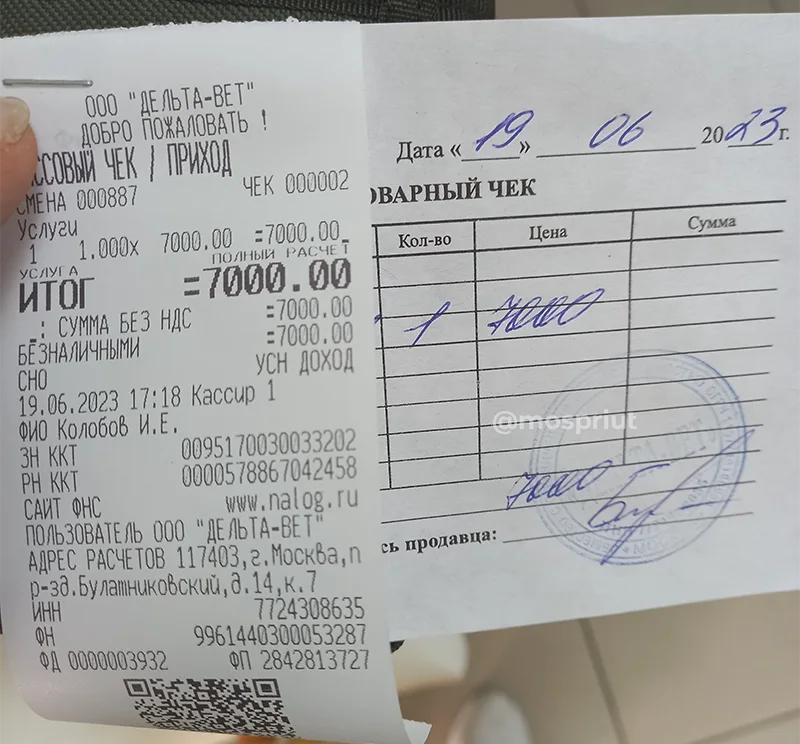 ООО "ДЕЛЬТА-ВЕТ"
ДОБРО ПОЖАЛОВАТЬ !
ССОВЫЙ ЧЕК / ПРИХОД
СМЕНА 000887 ЧЕК 000002
Услуги
1 1.000x 7000.00 =7000.00_
УСЛУГА ПОЛНЫЙ РАСЧЕТ
ИТОГ =7000.00
_: СУММА БЕЗ НДС =7000.00
БЕЗНАЛИЧНЫМИ =7000.00
СНО УСН ДОХОД
19.06.2023 17:18 Кассир 1
ФИО Колобов И.Е.
ЗН ККТ 0095170030033202
РН ККТ 0000578867042458
САЙТ ФНС www.nalog.ru
ПОЛЬЗОВАТЕЛЬ ООО "ДЕЛЬТА-ВЕТ"
АДРЕС РАСЧЕТОВ 117403,г.Москва,п
р-зд.Булатниковский,д.14,к.7
ИНН 7724308635
ФН 9961440300053287
ФД 0000003932 ФП 2842813727
Дата «19» 06 2023 г.
ОВАРНЫЙ ЧЕК
Кол-во Цена Сумма
1 7000
@mospriut
7000
сь продавца: